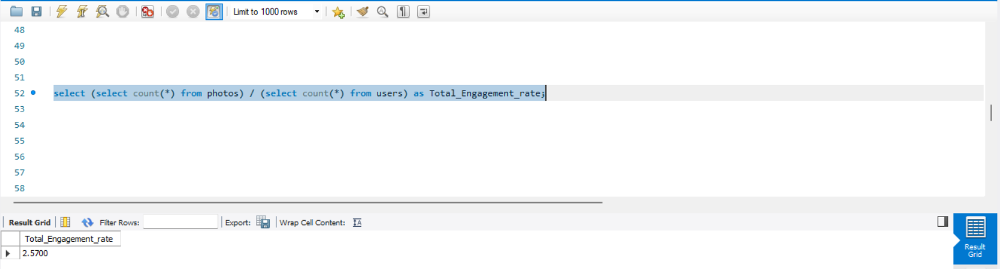 Limit to 1000 rows
48
49
50
51
52 select (select count(*) from photos) / (select count(*) from users) as Total_Engagement_rate;
53
54
55
56
57
58
Result Grid Filter Rows: Export: Wrap Cell Content: IA
Total_Engagement_rate
2.5700
Result
Grid